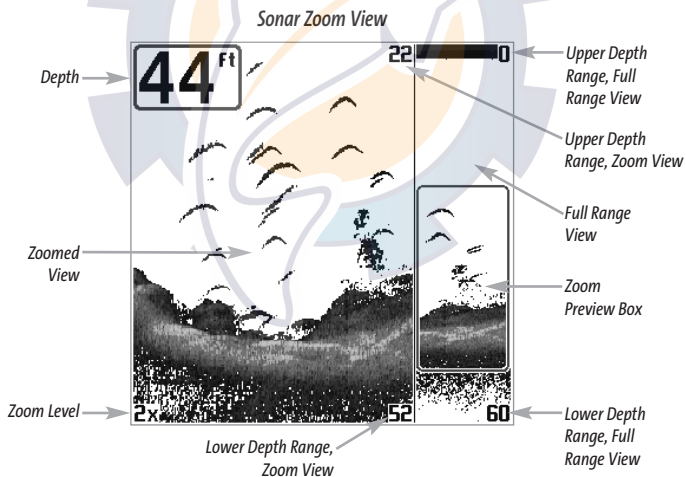 Sonar Zoom View
44 Ft
22
0
Depth
Upper Depth
Range, Full
Range View
Upper Depth
Range, Zoom View
Full Range
View
Zoomed
View
Zoom
Preview Box
Zoom Level
2x
52
60
Lower Depth Range,
Zoom View
Lower Depth
Range, Full
Range View